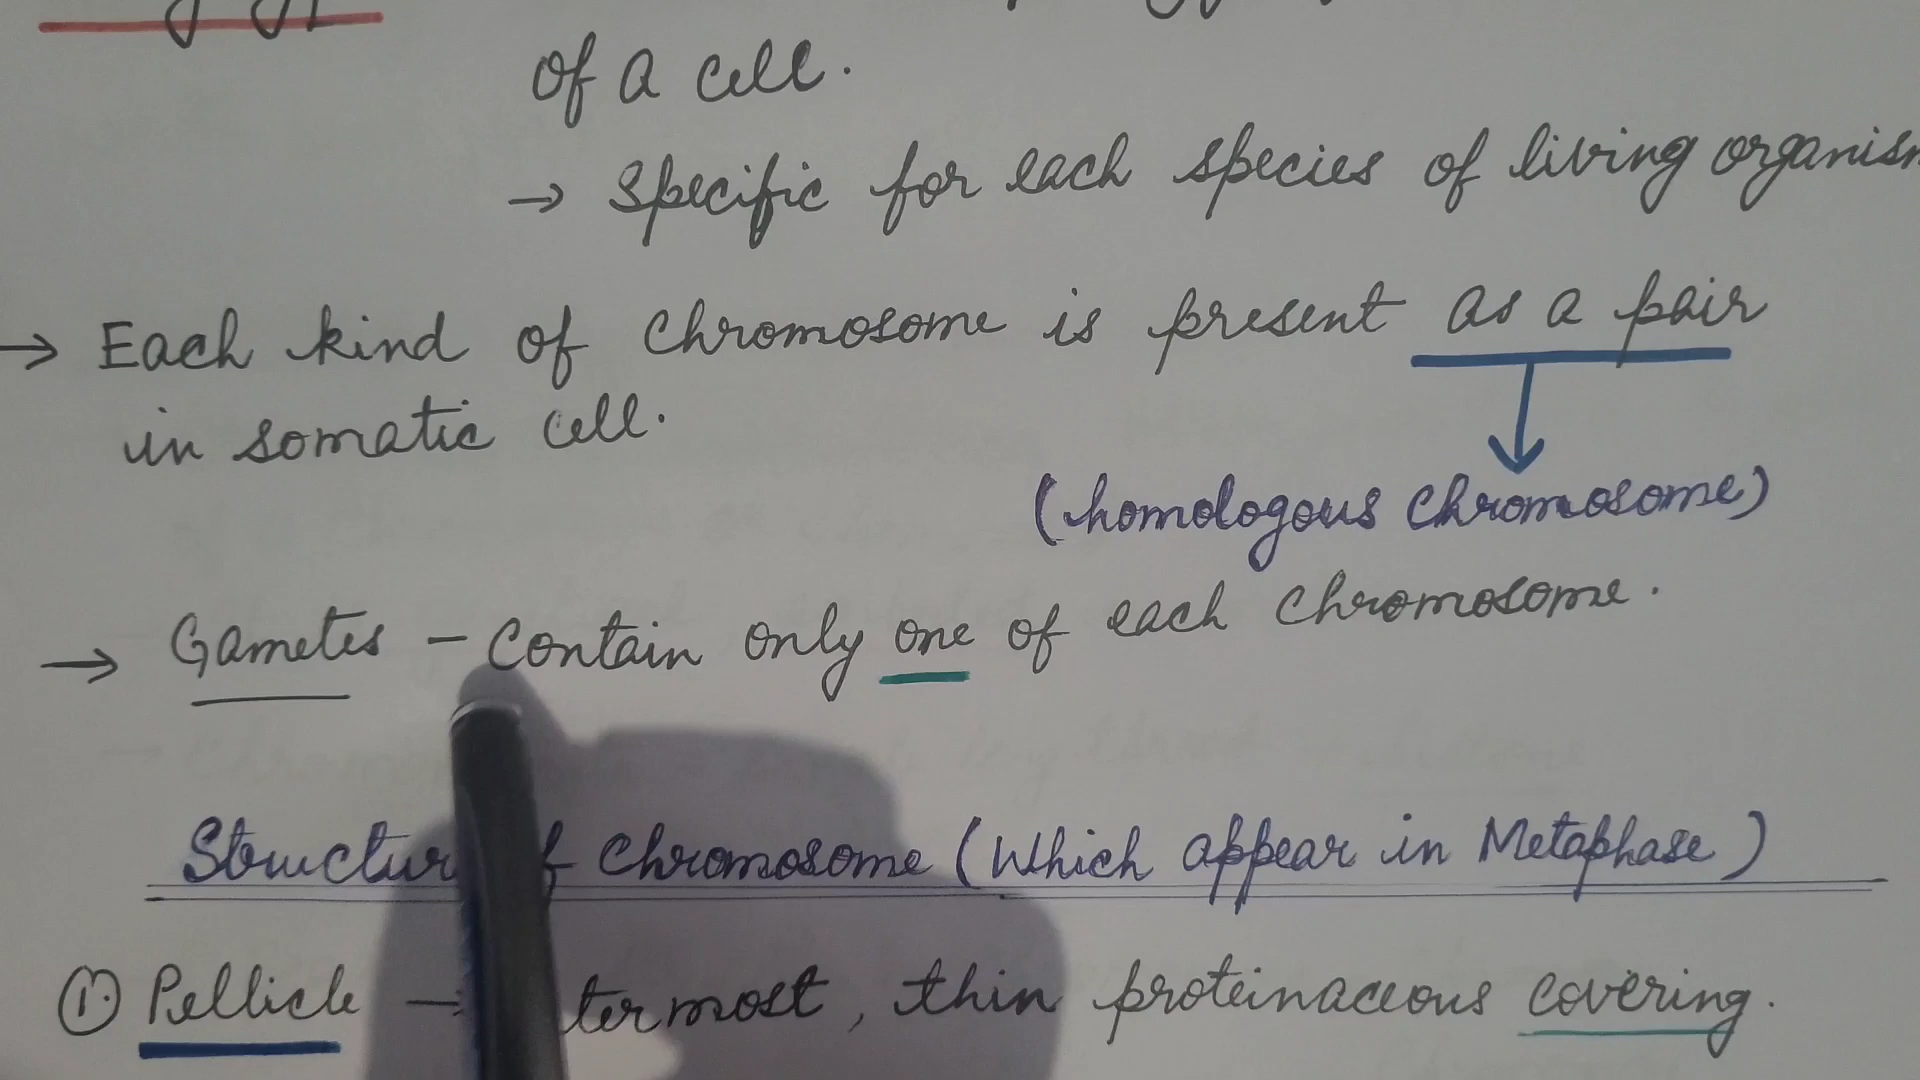 of a cell.
→ Specific for each species of living organism
→ Each kind of chromosome is present as a pair
in somatic cell.
(homologous chromosome)
→ Gametes - Contain only one of each chromosome.
Structur f chromosome (Which appear in Metaphase)
① Pellicle - termost, thin proteinaceous covering.